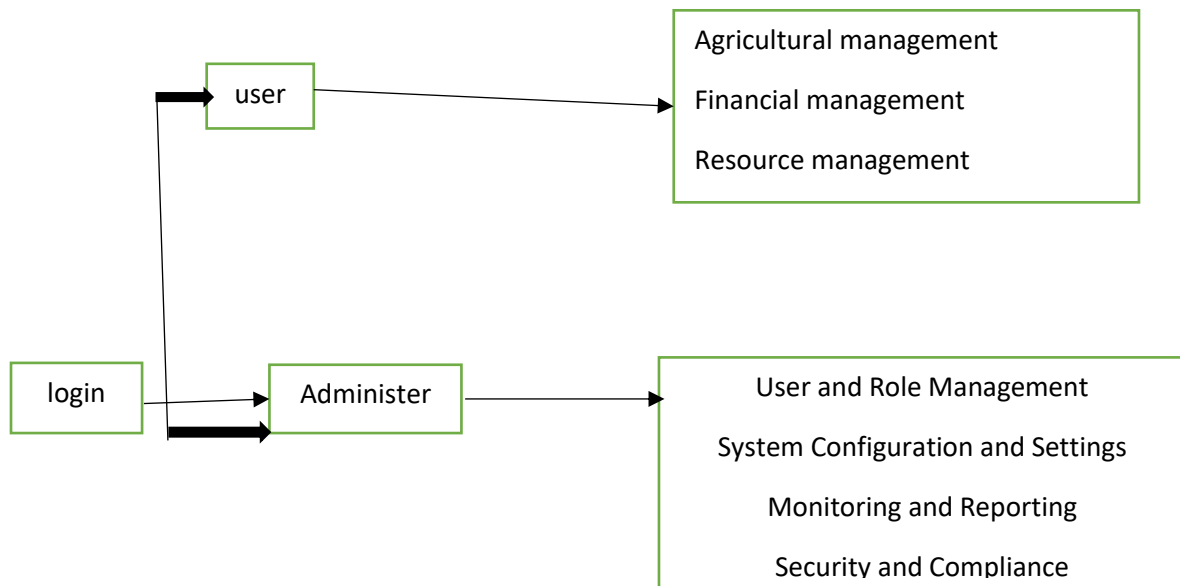 Agricultural management
user
Financial management
Resource management
login
Administer
User and Role Management
System Configuration and Settings
Monitoring and Reporting
Security and Compliance